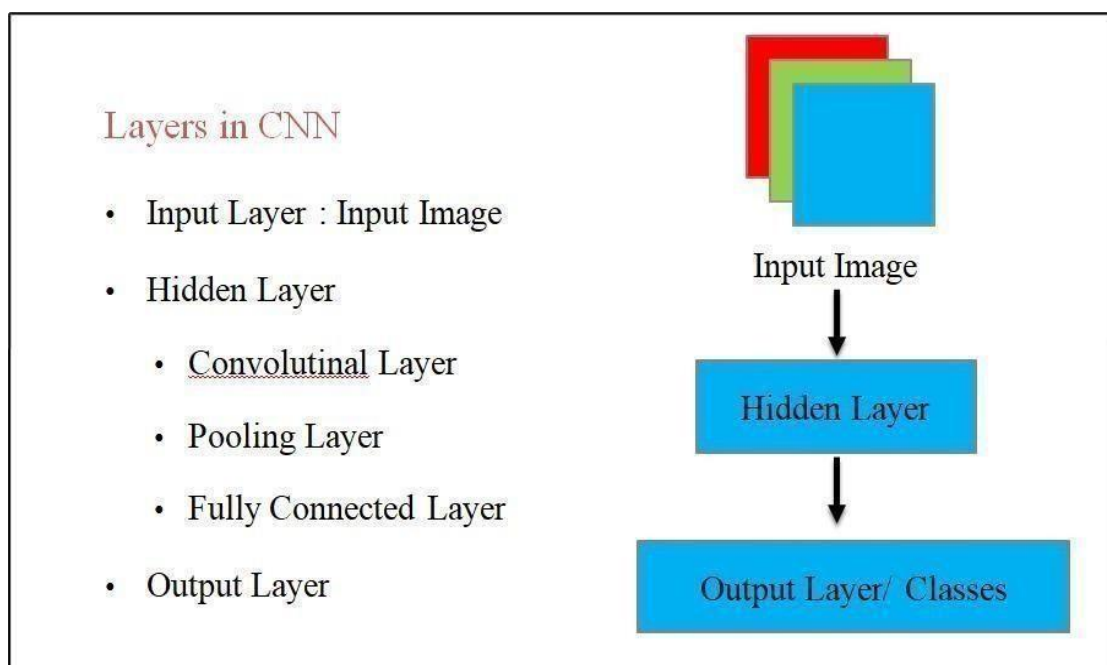 Layers in CNN
• Input Layer : Input Image
• Hidden Layer
• Convolutinal Layer
• Pooling Layer
• Fully Connected Layer
• Output Layer
Input Image
Hidden Layer
Output Layer/ Classes